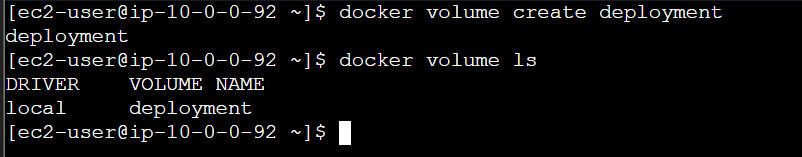 [ec2-user@ip-10-0-0-92 ~]$ docker volume create deployment
deployment
[ec2-user@ip-10-0-0-92 ~]$ docker volume ls
DRIVER    VOLUME NAME
local     deployment
[ec2-user@ip-10-0-0-92 ~]$